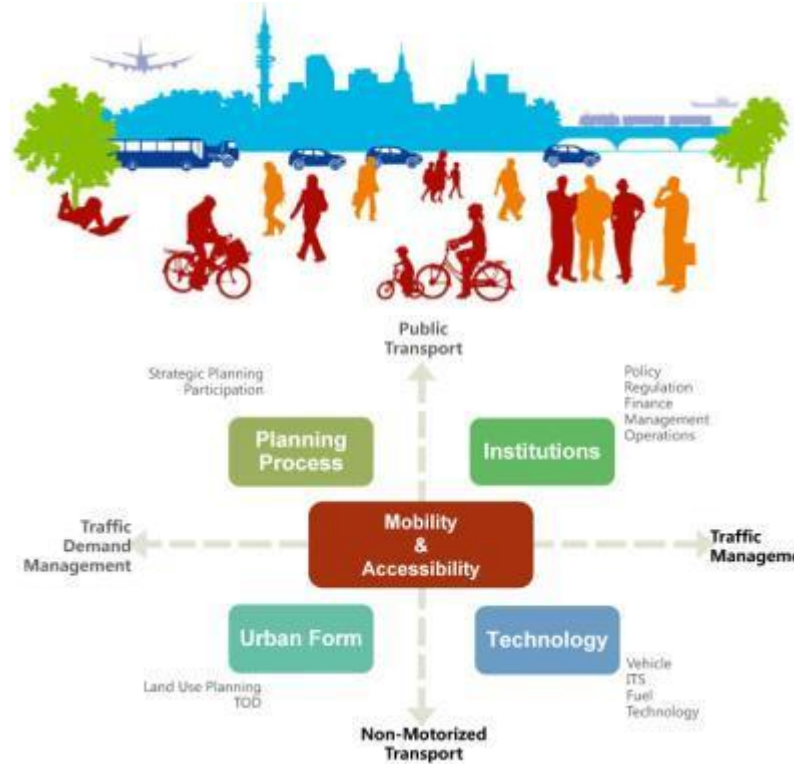 Public
Transport
Strategic Planning
Participation
Policy
Regulation
Finance
Management
Operations
Planning
Process
Institutions
Traffic
Demand
Management
Mobility
&
Accessibility
Traffic
Manageme
Urban Form
Technology
Land Use Planning
TOD
Vehicle
ITS
Fuel
Technology
Non-Motorized
Transport